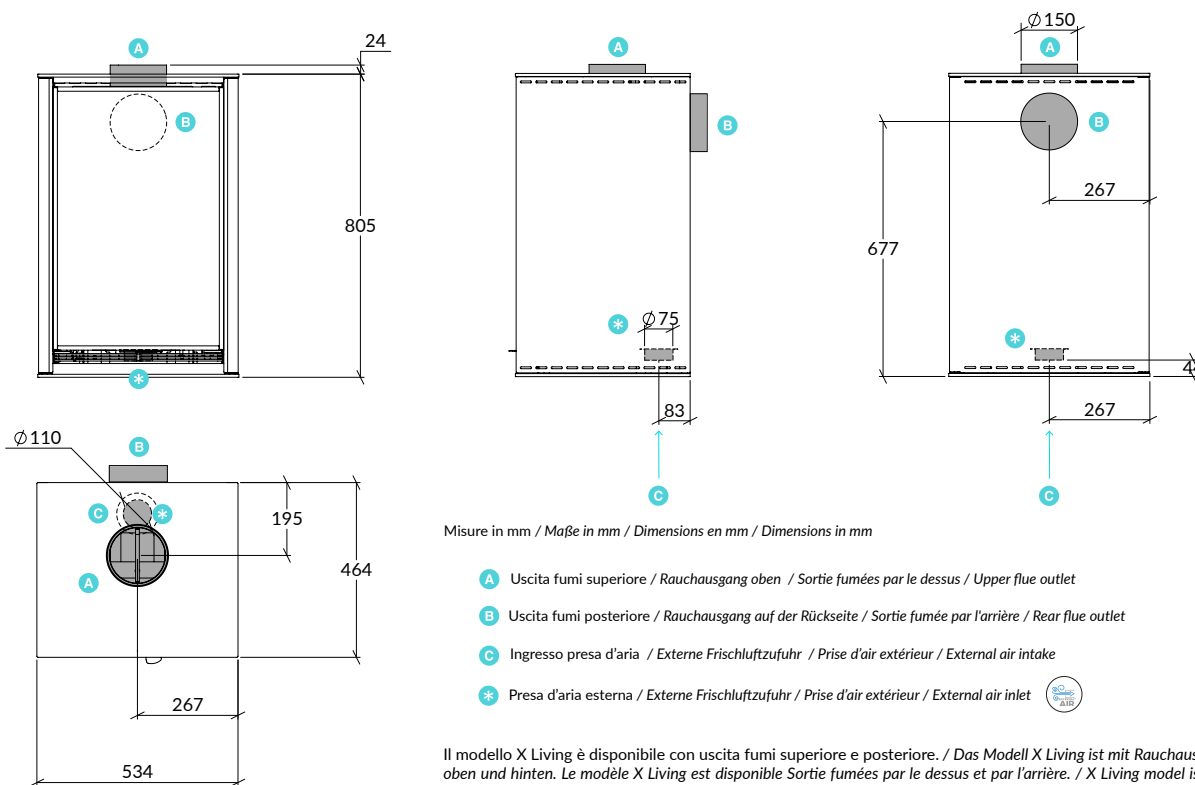 A
24
B
805
*
A
B
* Ø 75
83
C
Ø 150
A
B
267
677
*
267
C
Ø 110
B
C
*
195
464
A
267
534
Misure in mm / Maße in mm / Dimensions en mm / Dimensions in mm
A Uscita fumi superiore / Rauchausgang oben / Sortie fumées par le dessus / Upper flue outlet
B Uscita fumi posteriore / Rauchausgang auf der Rückseite / Sortie fumée par l'arrière / Rear flue outlet
C Ingresso presa d'aria / Externe Frischluftzufuhr / Prise d'air extérieur / External air intake
* Presa d'aria esterna / Externe Frischluftzufuhr / Prise d'air extérieur / External air inlet
AIR
Il modello X Living è disponibile con uscita fumi superiore e posteriore. / Das Modell X Living ist mit Rauchaus
oben und hinten. Le modèle X Living est disponible Sortie fumées par le dessus et par l'arrière. / X Living model is